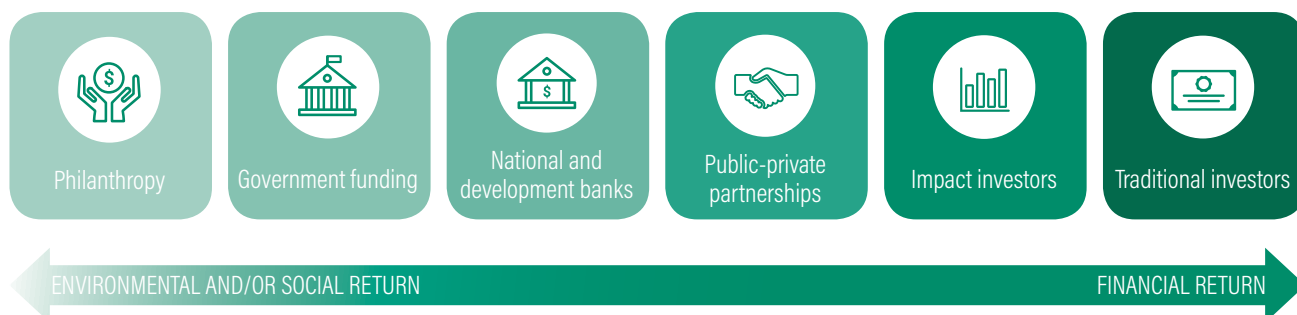 $
$
Philanthropy
Government funding
National and
development banks
Public-private
partnerships
Impact investors
Traditional investors
ENVIRONMENTAL AND/OR SOCIAL RETURN
FINANCIAL RETURN